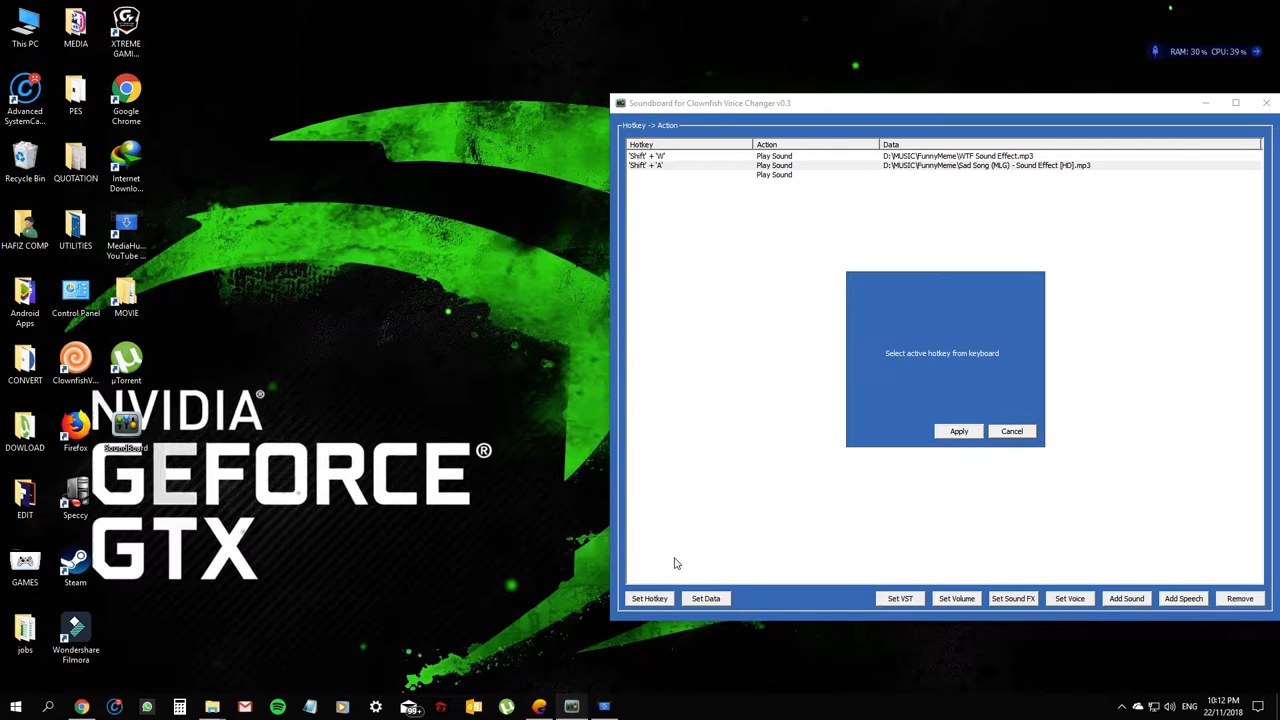 This PC
MEDIA
XTREME
GAMI...
Advanced
SystemCa...
PES
Google
Chrome
Recycle Bin
QUOTATION
Internet
Downlo...
HAFIZ COMP
UTILITIES
MediaHu...
YouTube ...
Android
Apps
Control Panel
MOVIE
CONVERT
ClownfishV...
µTorrent
DOWLOAD
Firefox
SoundBoard
EDIT
Speccy
GAMES
Steam
jobs
Wondershare
Filmora
NVIDIA®
GEFORCE®
GTX
RAM: 30 % CPU: 39 %
Soundboard for Clownfish Voice Changer v0.3
Hotkey -> Action
Hotkey Action Data
'Shift' + 'W' Play Sound D:\MUSIC\FunnyMeme\WTF Sound Effect.mp3
'Shift' + 'A' Play Sound D:\MUSIC\FunnyMeme\Sad Song (MLG) - Sound Effect [HD].mp3
Play Sound
Select active hotkey from keyboard
Apply Cancel
Set Hotkey Set Data Set VST Set Volume Set Sound FX Set Voice Add Sound Add Speech Remove
99+
ENG
10:12 PM
22/11/2018